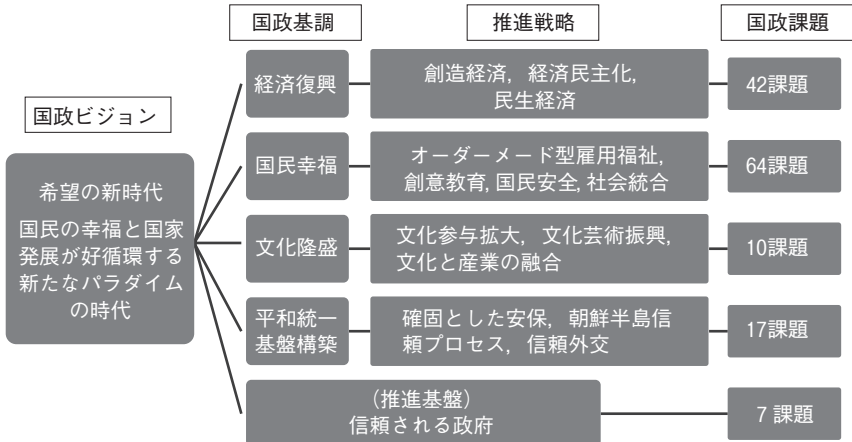 国政基調
推進戦略
国政課題
国政ビジョン
希望の新時代
国民の幸福と国家
発展が好循環する
新たなパラダイム
の時代
経済復興
創造経済，経済民主化，
民生経済
42課題
国民幸福
オーダーメード型雇用福祉，
創意教育，国民安全，社会統合
64課題
文化隆盛
文化参与拡大，文化芸術振興，
文化と産業の融合
10課題
平和統一
基盤構築
確固とした安保，朝鮮半島信
頼プロセス，信頼外交
17課題
（推進基盤）
信頼される政府
7課題